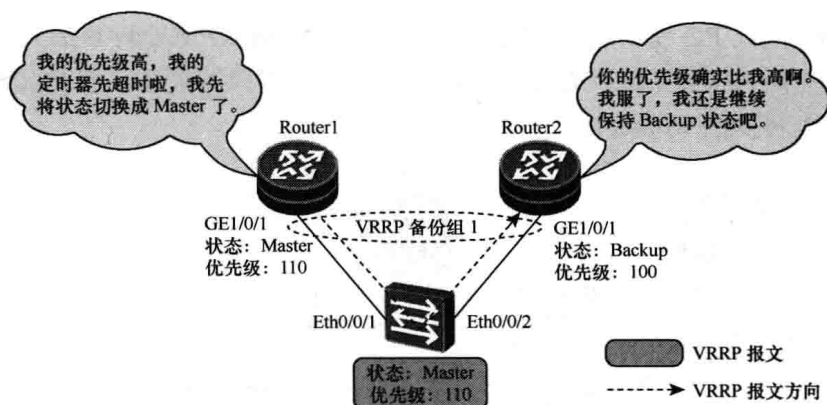 我的优先级高，我的
定时器先超时啦，我先
将状态切换成 Master 了。
你的优先级确实比我高啊。
我服了，我还是继续
保持 Backup 状态吧。
Router1
Router2
GE1/0/1
状态：Master
优先级：110
VRRP 备份组 1
GE1/0/1
状态：Backup
优先级：100
Eth0/0/1
Eth0/0/2
状态：Master
优先级：110
VRRP 报文
VRRP 报文方向